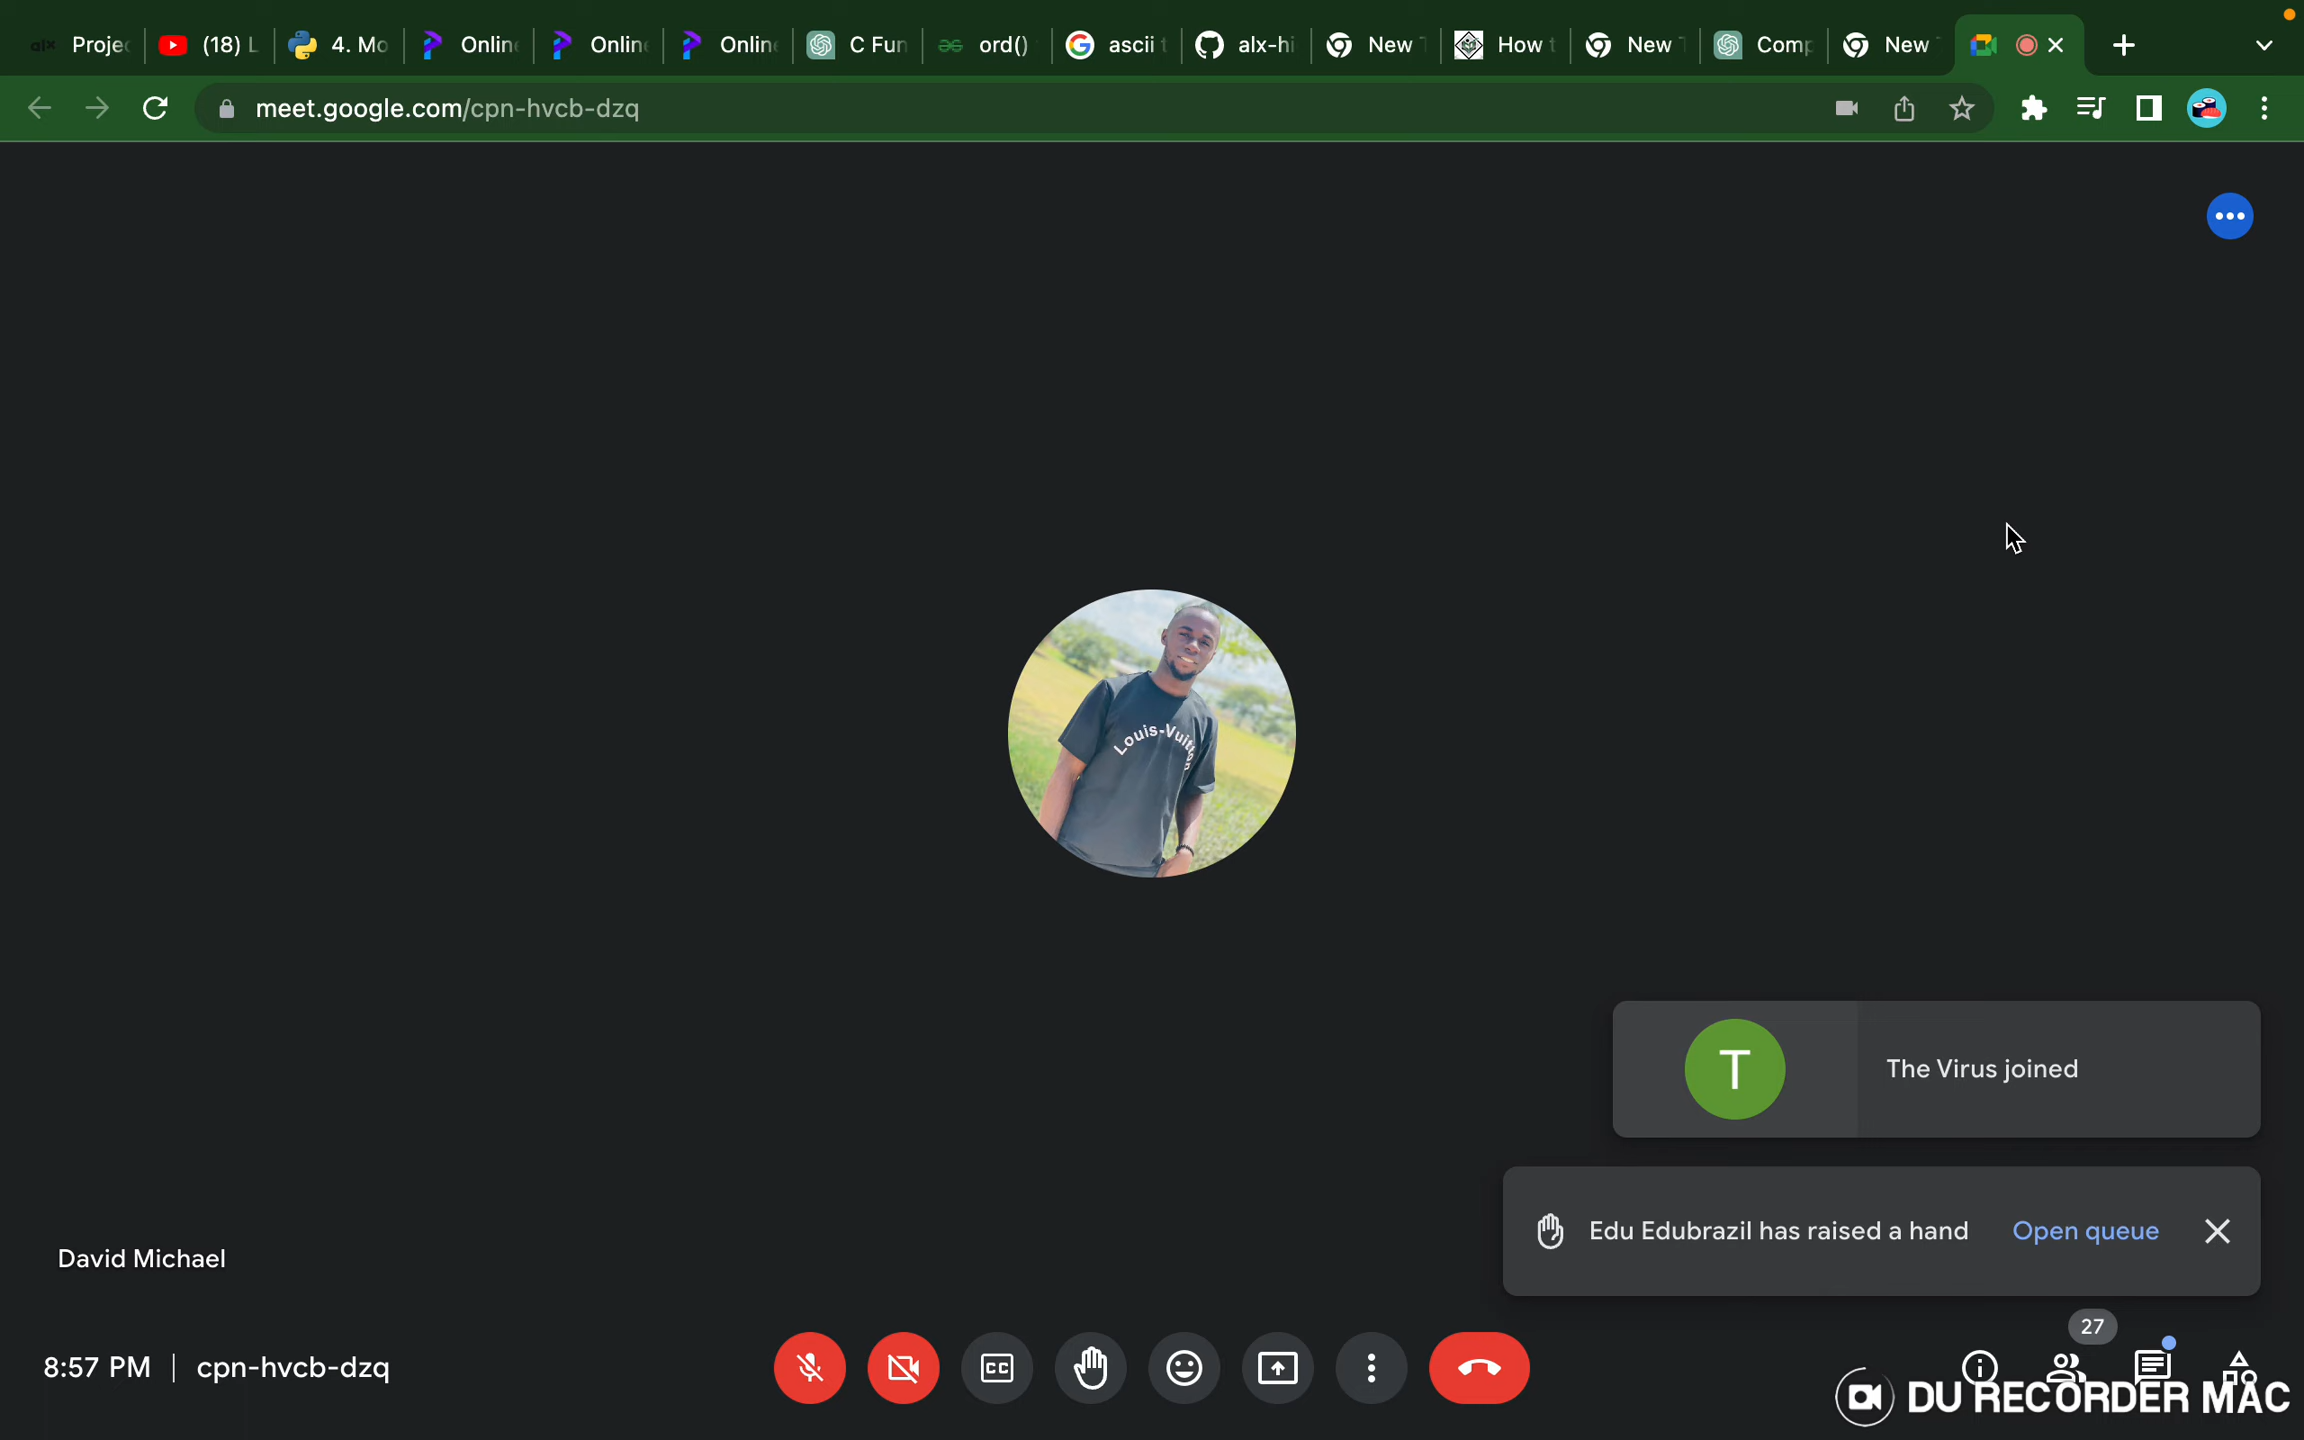 alx Projec (18) L 4. Mo Onlin Onlin Onlin C Fun ord() ascii t alx-hi New T How t New T Comp New
meet.google.com/cpn-hvcb-dzq
Louis-Vuitton
T The Virus joined
Edu Edubrazil has raised a hand Open queue
David Michael
27
8:57 PM | cpn-hvcb-dzq
CC
DU RECORDER MAC